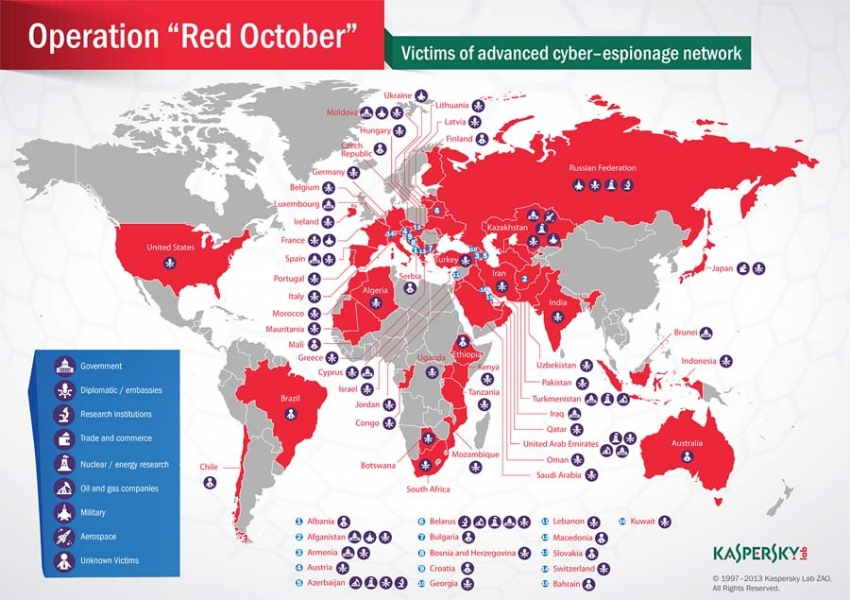 Operation “Red October”
Victims of advanced cyber–espionage network
Ukraine
Moldova
Hungary
Czech
Republic
Germany
Belgium
Luxembourg
Ireland
France
Spain
Portugal
Italy
Morocco
Mauritania
Mali
Greece
Cyprus
Israel
Jordan
Congo
Lithuania
Latvia
Finland
Russian Federation
Kazakhstan
United States
Turkey
Iran
Japan
Serbia
Algeria
India
Brunei
Indonesia
Uganda
Ethiopia
Kenya
Tanzania
Uzbekistan
Pakistan
Turkmenistan
Iraq
Qatar
United Arab Emirates
Oman
Saudi Arabia
Brazil
Australia
Chile
Botswana
Mozambique
South Africa
Government
Diplomatic / embassies
Research institutions
Trade and commerce
Nuclear / energy research
Oil and gas companies
Military
Aerospace
Unknown Victims
1 Albania
2 Afganistan
3 Armenia
4 Austria
5 Azerbaijan
6 Belarus
7 Bulgaria
8 Bosnia and Herzegovina
9 Croatia
10 Georgia
11 Lebanon
12 Macedonia
13 Slovakia
14 Switzerland
15 Bahrain
16 Kuwait
KASPERSKY lab
© 1997–2013 Kaspersky Lab ZAO.
All Rights Reserved.